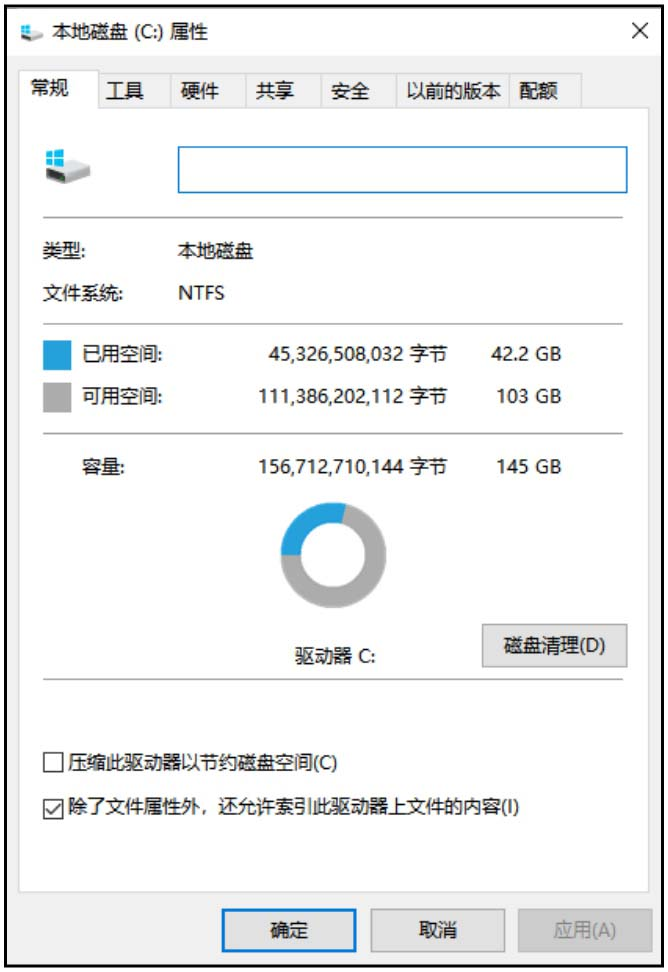 本地磁盘 (C:) 属性
常规 工具 硬件 共享 安全 以前的版本 配额
类型: 本地磁盘
文件系统: NTFS
已用空间: 45,326,508,032 字节 42.2 GB
可用空间: 111,386,202,112 字节 103 GB
容量: 156,712,710,144 字节 145 GB
驱动器 C:
磁盘清理(D)
压缩此驱动器以节约磁盘空间(C)
除了文件属性外，还允许索引此驱动器上文件的内容(I)
确定 取消 应用(A)